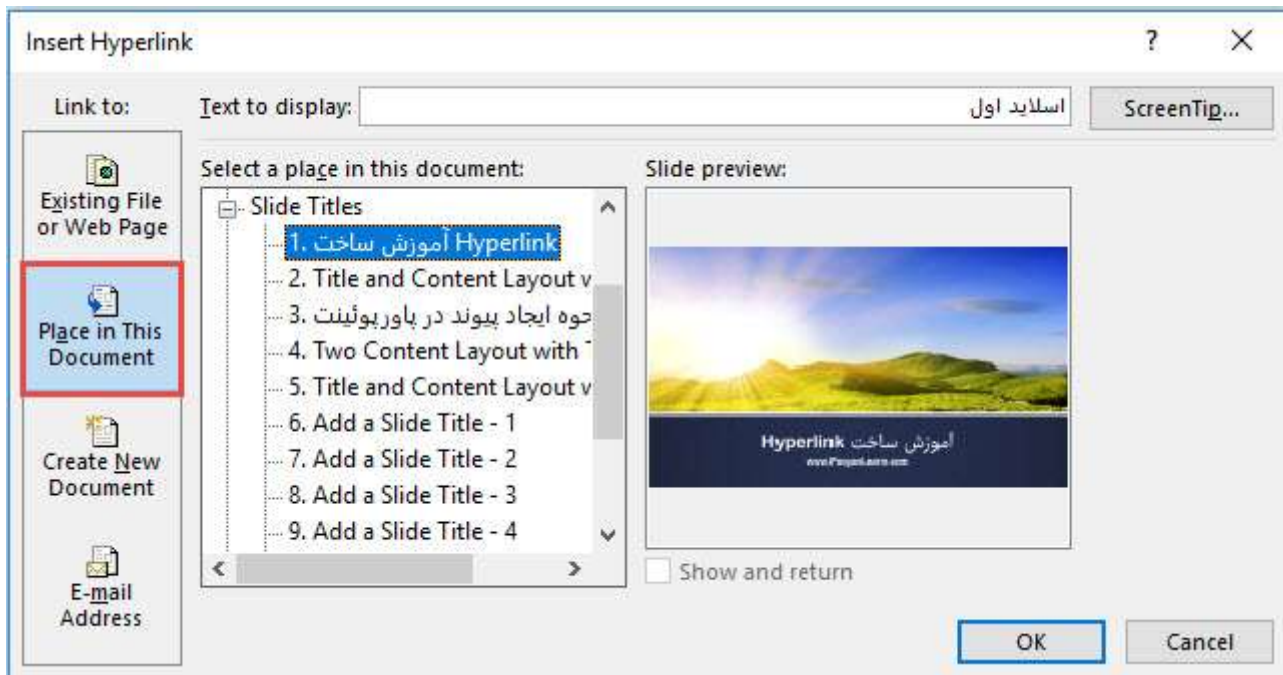 Insert Hyperlink
?
Link to:
Text to display:
اسلاید اول
ScreenTip...
Existing File
or Web Page
Place in This
Document
Create New
Document
E-mail
Address
Select a place in this document:
Slide Titles
1. آموزش ساخت Hyperlink
2. Title and Content Layout v
3. حوه ایجاد پیوند در پاورپوئینت
4. Two Content Layout with
5. Title and Content Layout v
6. Add a Slide Title - 1
7. Add a Slide Title - 2
8. Add a Slide Title - 3
9. Add a Slide Title - 4
Slide preview:
آموزش ساخت Hyperlink
Show and return
OK
Cancel